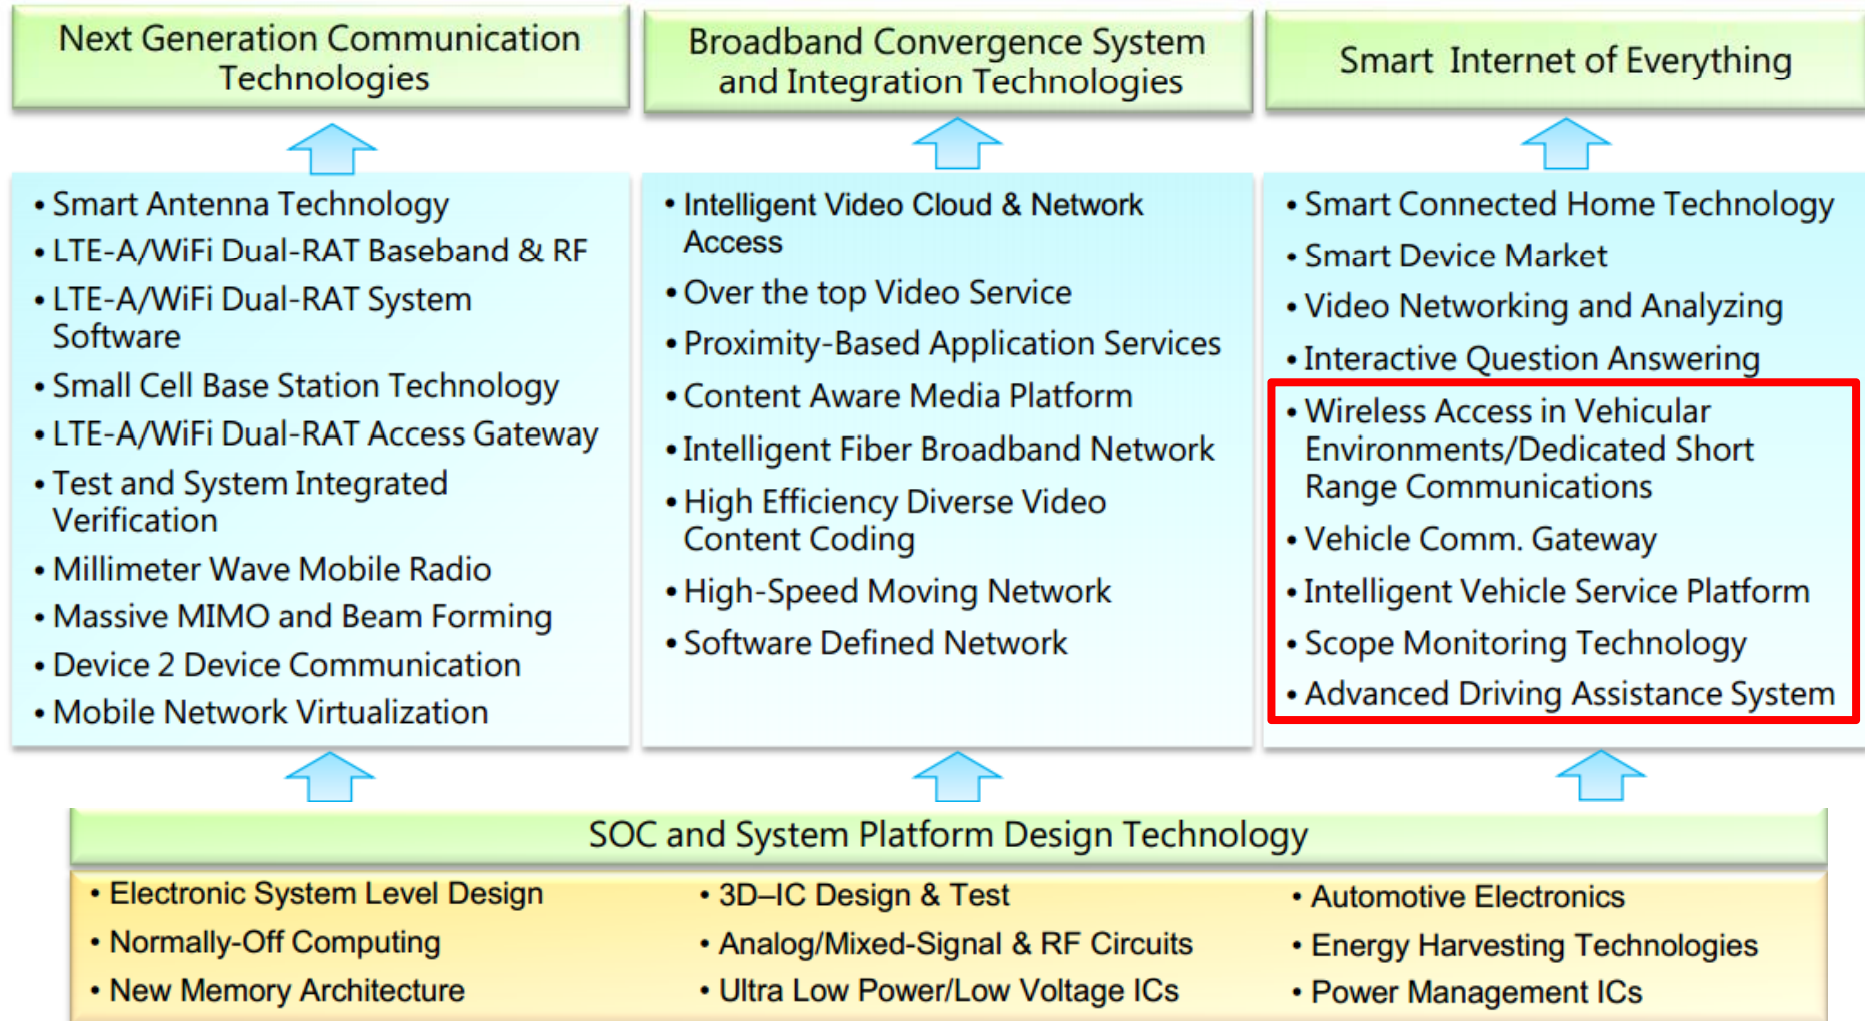 Next Generation Communication
Technologies
• Smart Antenna Technology
• LTE-A/WiFi Dual-RAT Baseband & RF
• LTE-A/WiFi Dual-RAT System
Software
• Small Cell Base Station Technology
• LTE-A/WiFi Dual-RAT Access Gateway
• Test and System Integrated
Verification
• Millimeter Wave Mobile Radio
• Massive MIMO and Beam Forming
• Device 2 Device Communication
• Mobile Network Virtualization
Broadband Convergence System
and Integration Technologies
• Intelligent Video Cloud & Network
Access
• Over the top Video Service
• Proximity-Based Application Services
• Content Aware Media Platform
• Intelligent Fiber Broadband Network
• High Efficiency Diverse Video
Content Coding
• High-Speed Moving Network
• Software Defined Network
Smart Internet of Everything
• Smart Connected Home Technology
• Smart Device Market
• Video Networking and Analyzing
• Interactive Question Answering
• Wireless Access in Vehicular
Environments/Dedicated Short
Range Communications
• Vehicle Comm. Gateway
• Intelligent Vehicle Service Platform
• Scope Monitoring Technology
• Advanced Driving Assistance System
SOC and System Platform Design Technology
• Electronic System Level Design
• Normally-Off Computing
• New Memory Architecture
• 3D–IC Design & Test
• Analog/Mixed-Signal & RF Circuits
• Ultra Low Power/Low Voltage ICs
• Automotive Electronics
• Energy Harvesting Technologies
• Power Management ICs